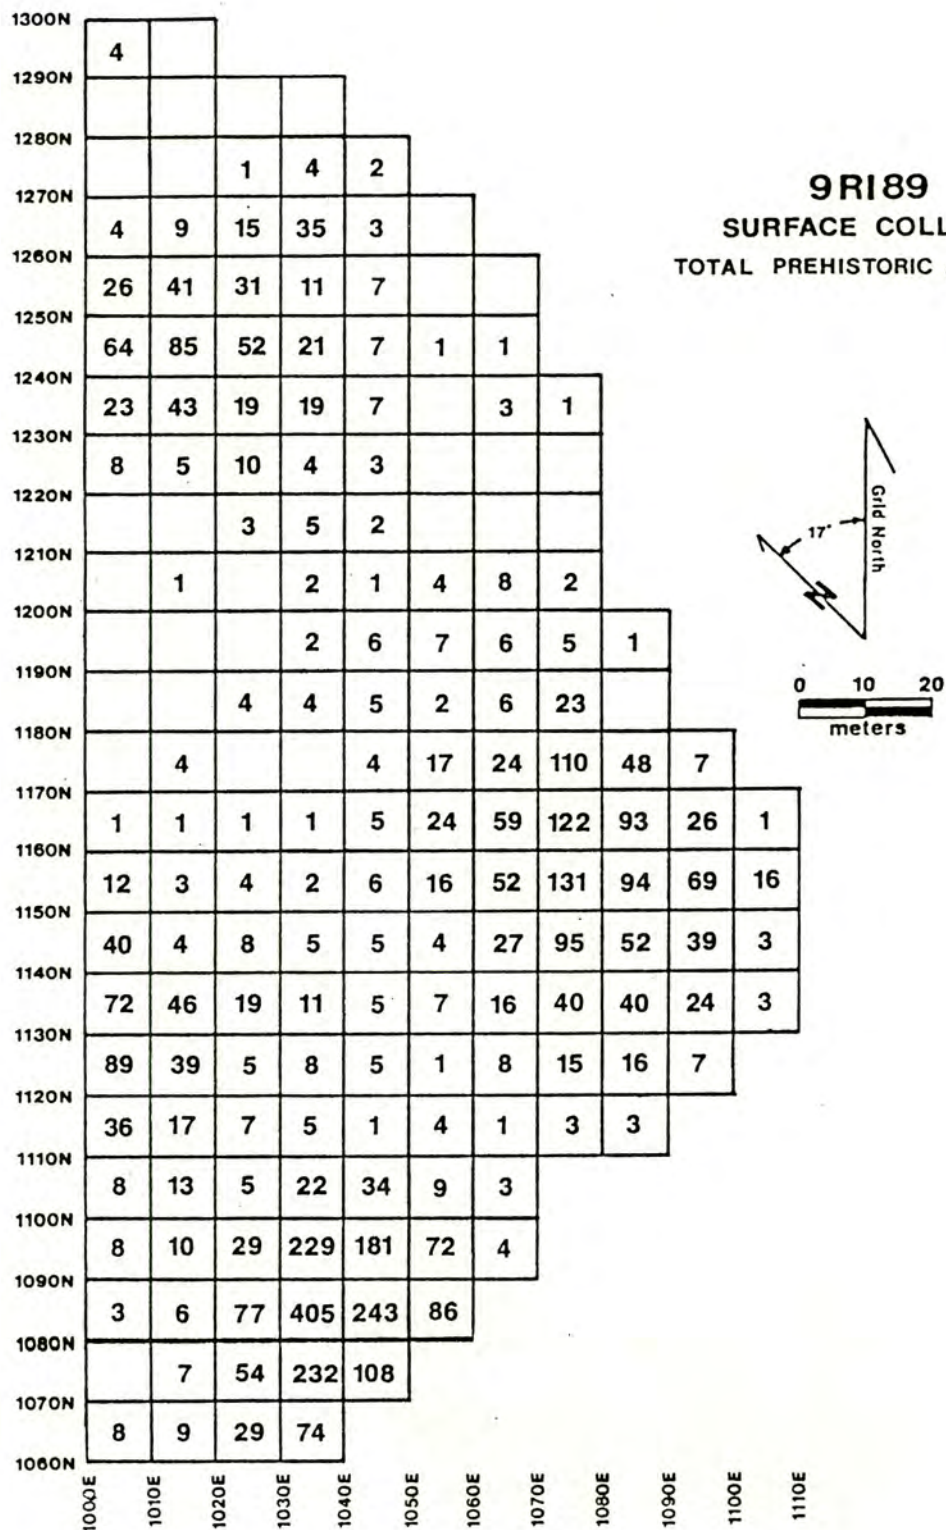 1300N
4
1290N
1280N
1 4 2
1270N
4 9 15 35 3
1260N
26 41 31 11 7
1250N
64 85 52 21 7 1 1
1240N
23 43 19 19 7 3 1
1230N
8 5 10 4 3
1220N
3 5 2
1210N
1 2 1 4 8 2
1200N
2 6 7 6 5 1
1190N
4 4 5 2 6 23
1180N
4 4 17 24 110 48 7
1170N
1 1 1 1 5 24 59 122 93 26 1
1160N
12 3 4 2 6 16 52 131 94 69 16
1150N
40 4 8 5 5 4 27 95 52 39 3
1140N
72 46 19 11 5 7 16 40 40 24 3
1130N
89 39 5 8 5 1 8 15 16 7
1120N
36 17 7 5 1 4 1 3 3
1110N
8 13 5 22 34 9 3
1100N
8 10 29 229 181 72 4
1090N
3 6 77 405 243 86
1080N
7 54 232 108
1070N
8 9 29 74
1060N
1000E 1010E 1020E 1030E 1040E 1050E 1060E 1070E 1080E 1090E 1100E 1110E
9RI89
SURFACE COLL
TOTAL PREHISTORIC
Grid North
17°
N
0 10 20
meters